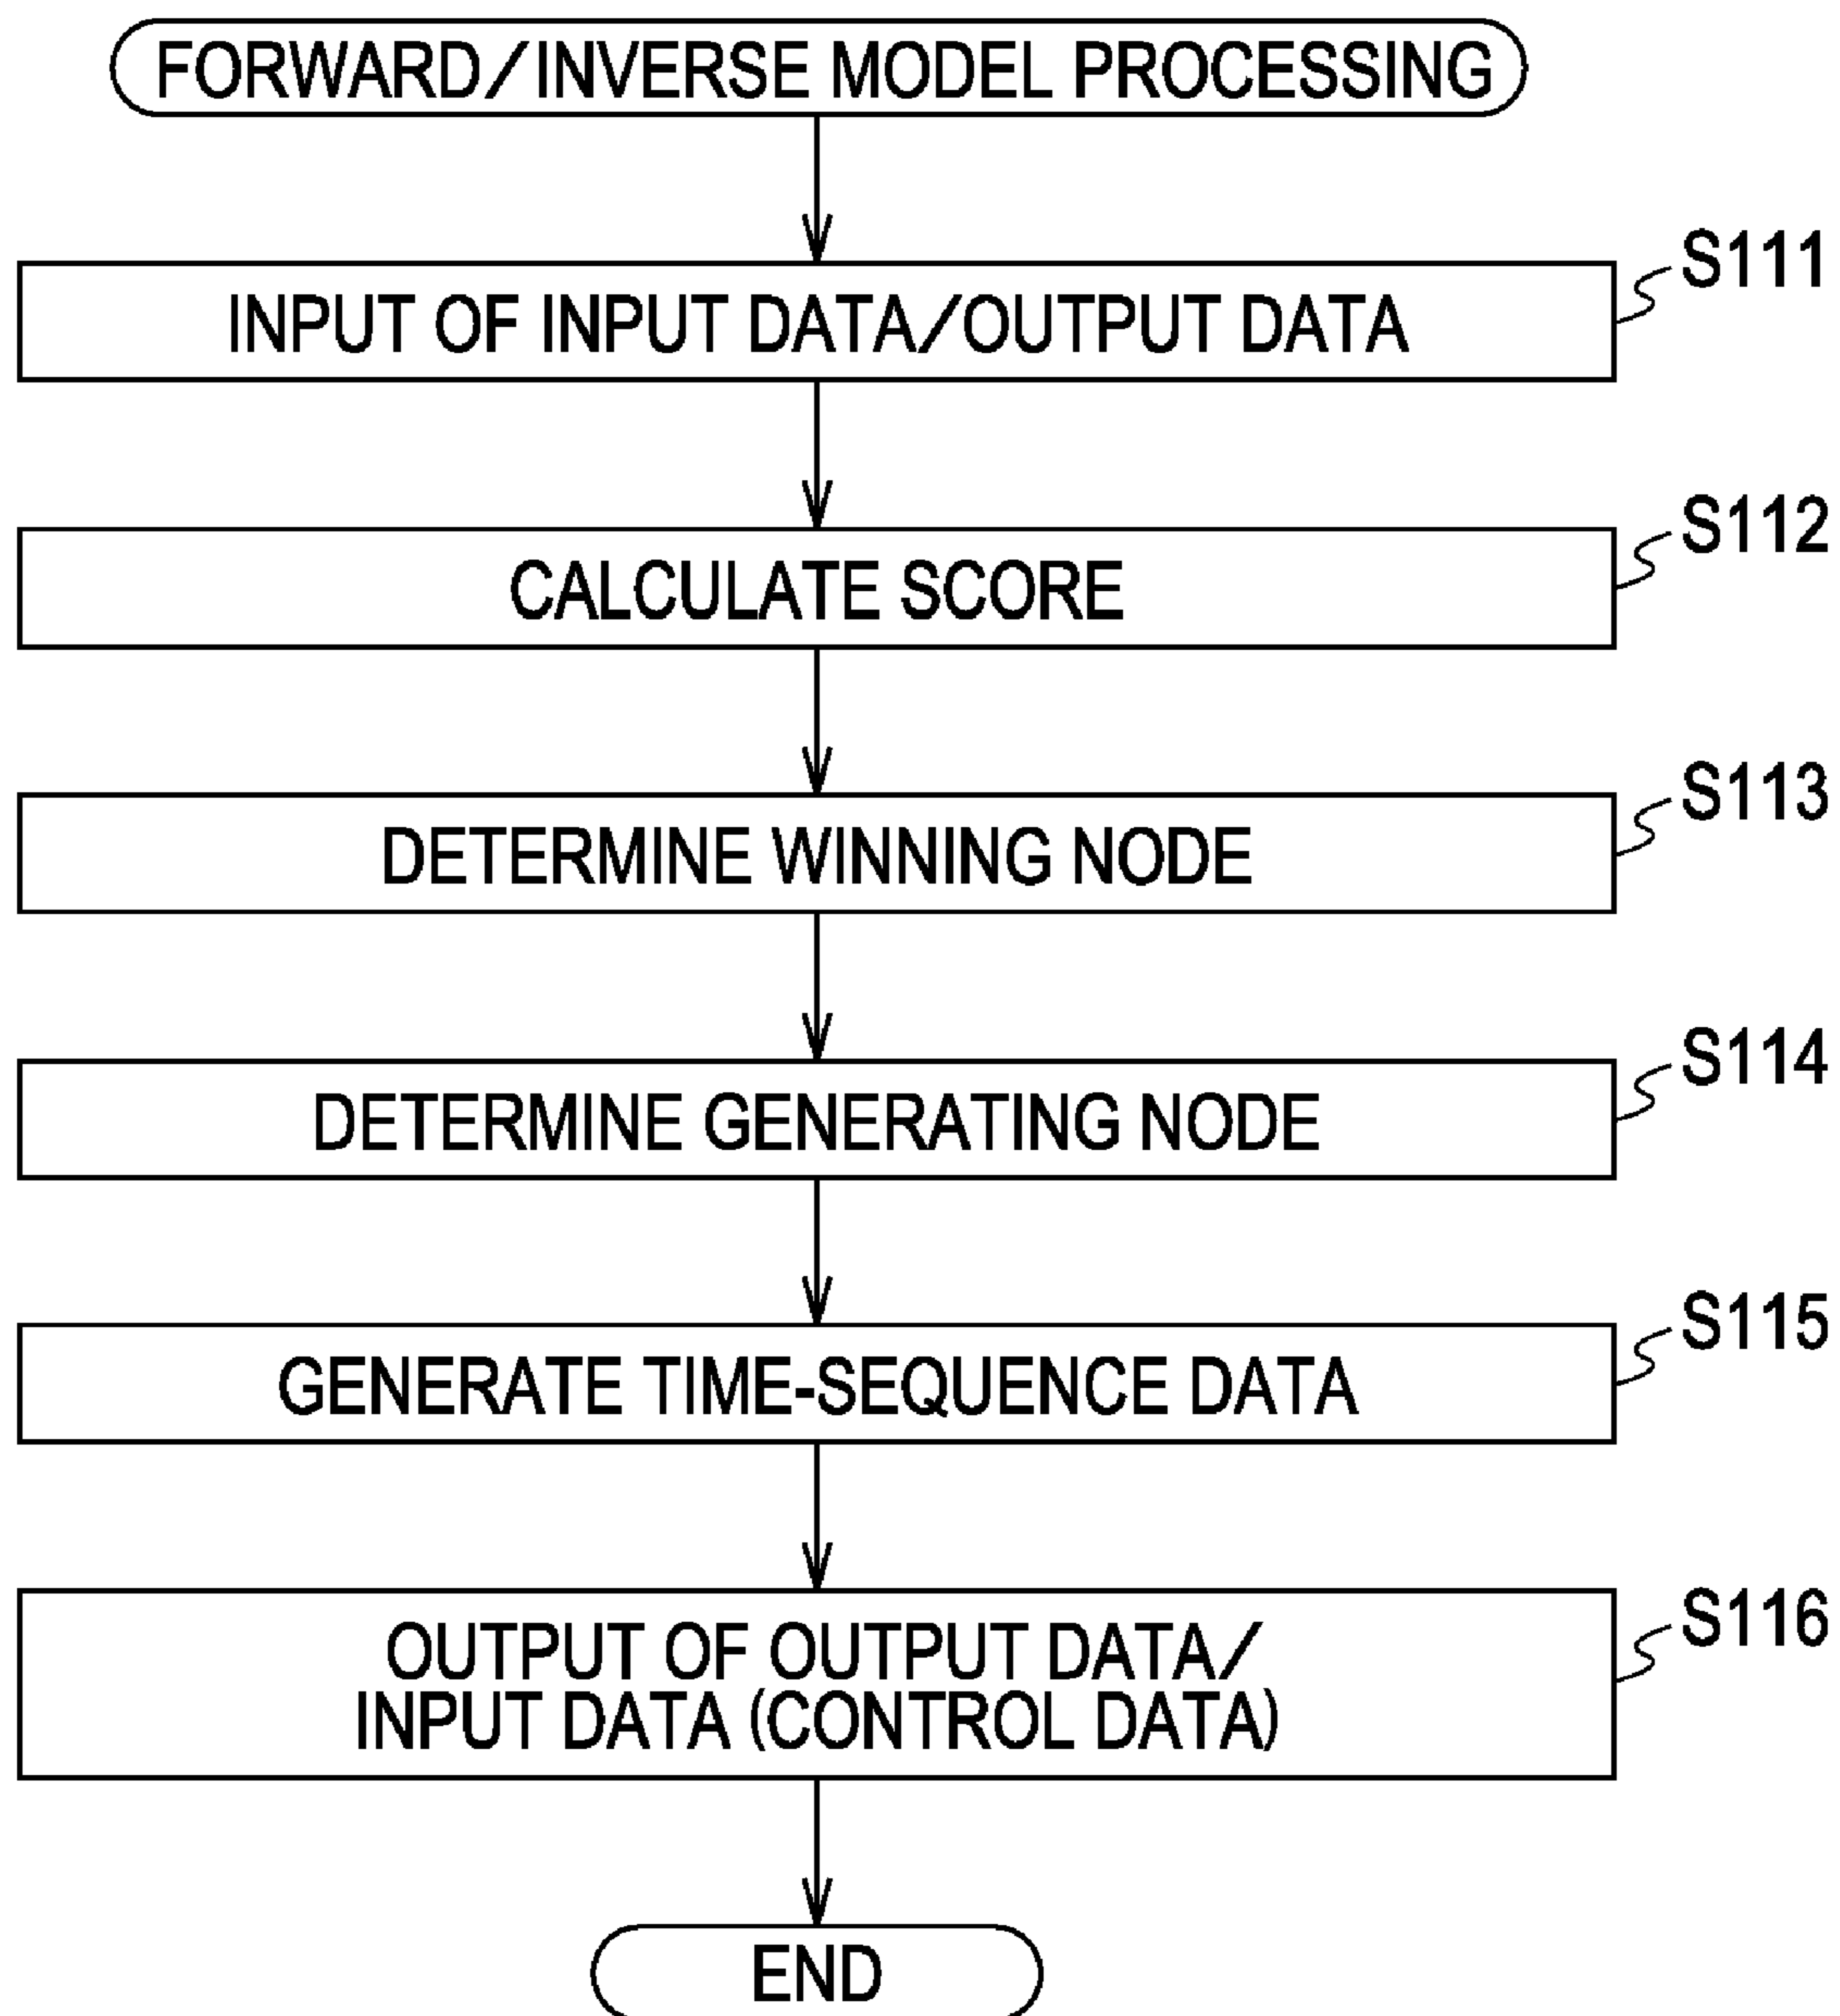 FORWARD/INVERSE MODEL PROCESSING
S111
INPUT OF INPUT DATA/OUTPUT DATA
S112
CALCULATE SCORE
S113
DETERMINE WINNING NODE
S114
DETERMINE GENERATING NODE
S115
GENERATE TIME-SEQUENCE DATA
S116
OUTPUT OF OUTPUT DATA/
INPUT DATA (CONTROL DATA)
END